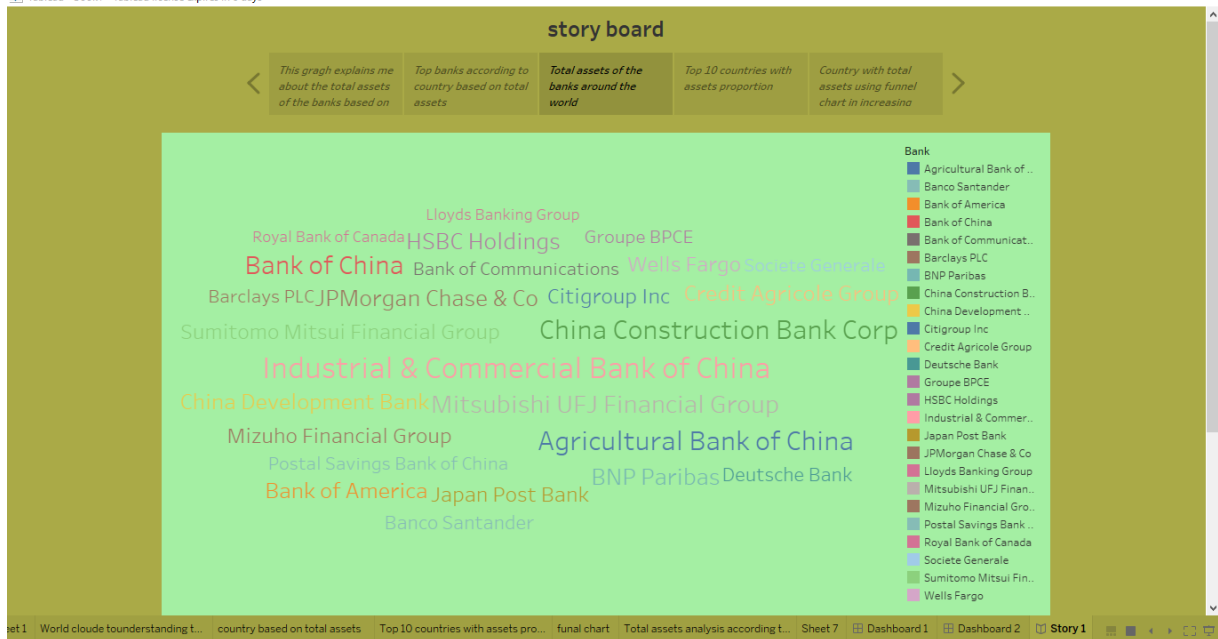 story board
This gragh explains me
about the total assets
of the banks based on
Top banks according to
country based on total
assets
Total assets of the
banks around the
world
Top 10 countries with
assets proportion
Country with total
assets using funnel
chart in increasing
Lloyds Banking Group
Royal Bank of Canada HSBC Holdings Groupe BPCE
Bank of China Bank of Communications Wells Fargo Societe Generale
Barclays PLC JPMorgan Chase & Co Citigroup Inc Credit Agricole Group
Sumitomo Mitsui Financial Group China Construction Bank Corp
Industrial & Commercial Bank of China
China Development Bank Mitsubishi UFJ Financial Group
Mizuho Financial Group Agricultural Bank of China
Postal Savings Bank of China
BNP Paribas Deutsche Bank
Bank of America Japan Post Bank
Banco Santander
Bank
Agricultural Bank of ..
Banco Santander
Bank of America
Bank of China
Bank of Communicat..
Barclays PLC
BNP Paribas
China Construction B..
China Development ..
Citigroup Inc
Credit Agricole Group
Deutsche Bank
Groupe BPCE
HSBC Holdings
Industrial & Commer..
Japan Post Bank
JPMorgan Chase & Co
Lloyds Banking Group
Mitsubishi UFJ Finan..
Mizuho Financial Gro..
Postal Savings Bank ..
Royal Bank of Canada
Societe Generale
Sumitomo Mitsui Fin..
Wells Fargo
eet 1 World cloude tounderstanding t... country based on total assets Top 10 countries with assets pro... funal chart Total assets analysis according t... Sheet 7 Dashboard 1 Dashboard 2 Story 1